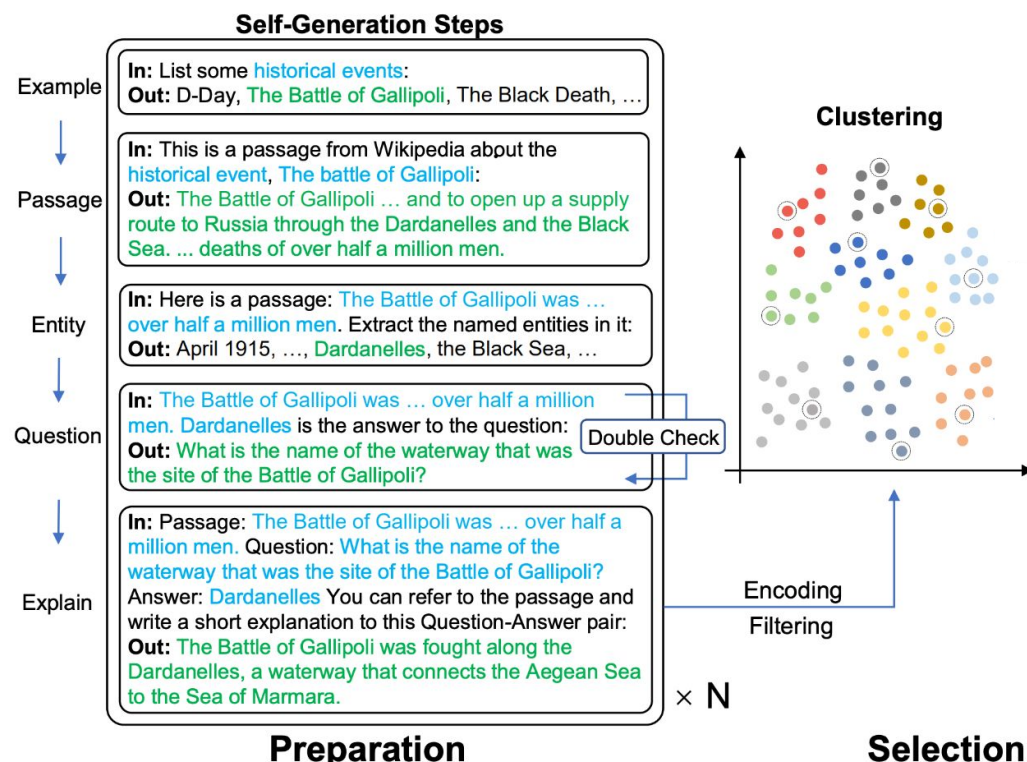 Self-Generation Steps
Example
In: List some historical events:
Out: D-Day, The Battle of Gallipoli, The Black Death, …
Passage
In: This is a passage from Wikipedia about the
historical event, The battle of Gallipoli:
Out: The Battle of Gallipoli … and to open up a supply
route to Russia through the Dardanelles and the Black
Sea. ... deaths of over half a million men.
Entity
In: Here is a passage: The Battle of Gallipoli was …
over half a million men. Extract the named entities in it:
Out: April 1915, …, Dardanelles, the Black Sea, …
Question
In: The Battle of Gallipoli was … over half a million
men. Dardanelles is the answer to the question:
Out: What is the name of the waterway that was
the site of the Battle of Gallipoli?
Double Check
Explain
In: Passage: The Battle of Gallipoli was … over half a
million men. Question: What is the name of the
waterway that was the site of the Battle of Gallipoli?
Answer: Dardanelles You can refer to the passage and
write a short explanation to this Question-Answer pair:
Out: The Battle of Gallipoli was fought along the
Dardanelles, a waterway that connects the Aegean Sea
to the Sea of Marmara.
× N
Preparation
Clustering
Encoding
Filtering
Selection